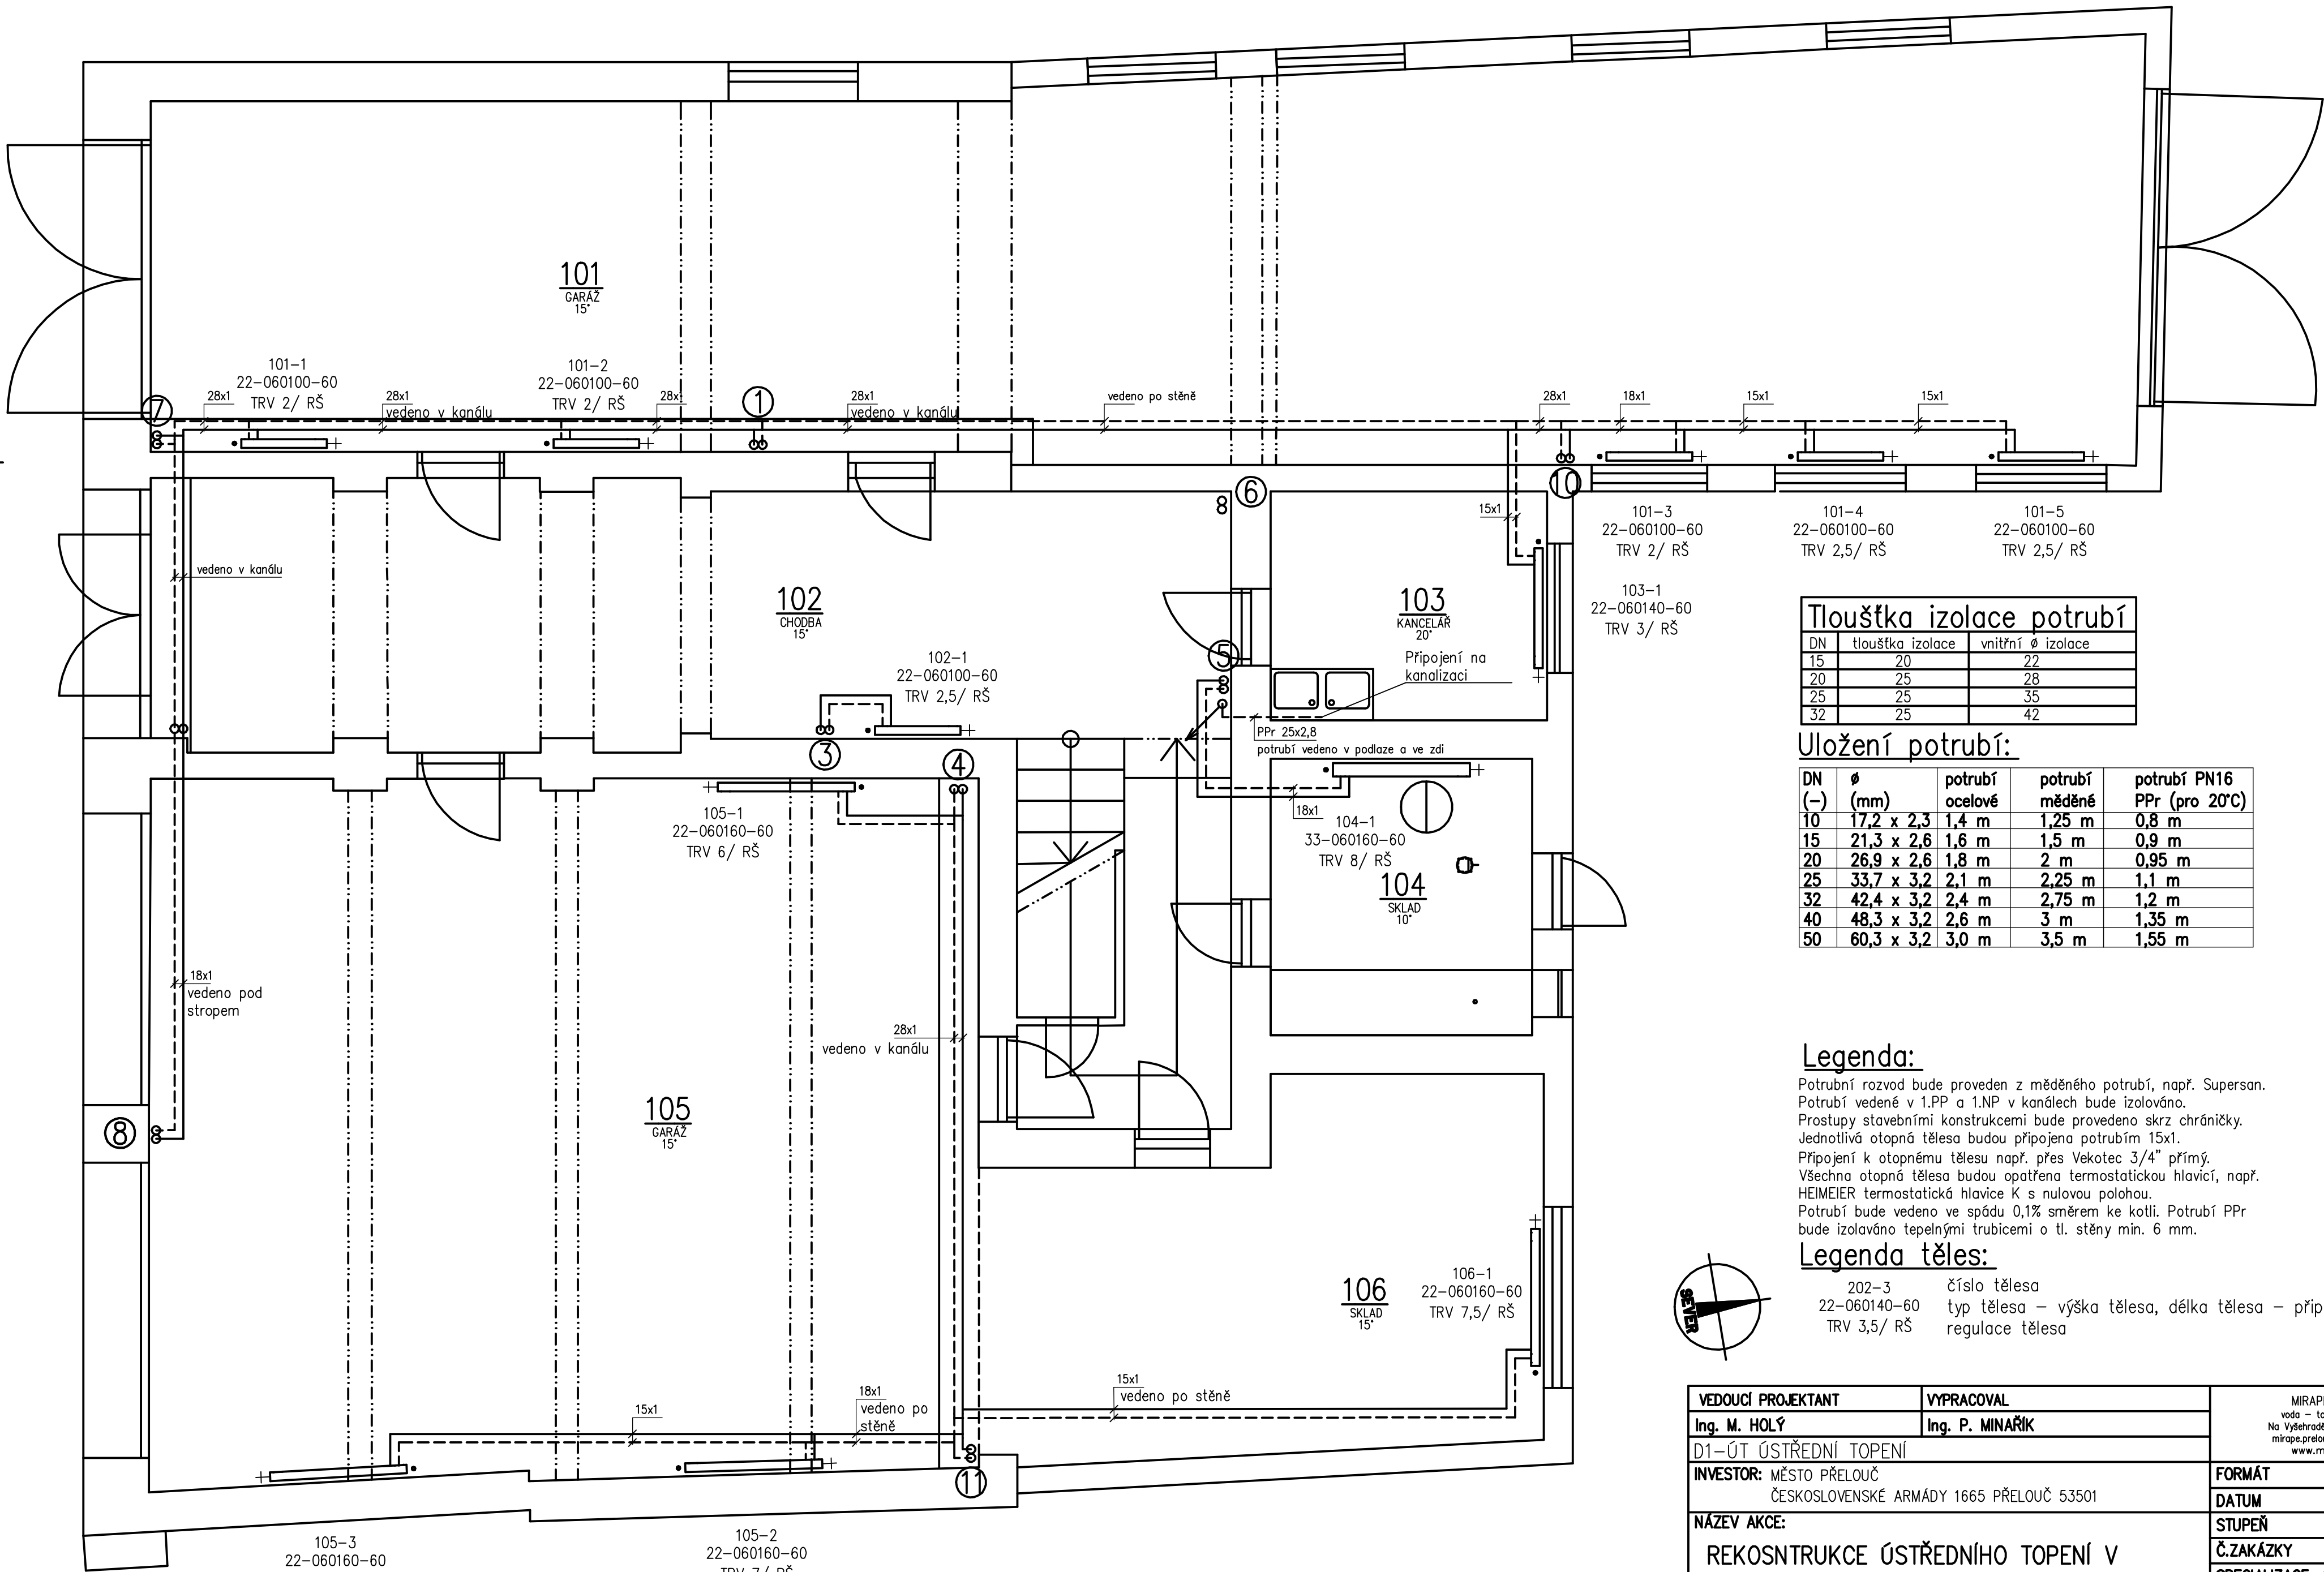 101
GARÁŽ
15°
101-1
22-060100-60
TRV 2/ RŠ
101-2
22-060100-60
TRV 2/ RŠ
7
28x1
28x1
vedeno v kanálu
28x
1
28x1
vedeno v kanálu
vedeno po stěně
28x1
18x1
15x1
15x1
6
10
15x1
101-3
22-060100-60
TRV 2/ RŠ
101-4
22-060100-60
TRV 2,5/ RŠ
101-5
22-060100-60
TRV 2,5/ RŠ
vedeno v kanálu
102
CHODBA
15°
102-1
22-060100-60
TRV 2,5/ RŠ
103
KANCELÁŘ
20°
103-1
22-060140-60
TRV 3/ RŠ
5
Připojení na
kanalizaci
PPr 25x2,8
potrubí vedeno v podlaze a ve zdi
3
4
105-1
22-060160-60
TRV 6/ RŠ
18x1
104-1
33-060160-60
TRV 8/ RŠ
104
SKLAD
10°
18x1
vedeno pod
stropem
28x1
vedeno v kanálu
105
GARÁŽ
15°
8
106
SKLAD
15°
106-1
22-060160-60
TRV 7,5/ RŠ
15x1
vedeno po stěně
15x1
18x1
vedeno po
stěně
11
105-3
22-060160-60
105-2
22-060160-60
TRV 7/ RŠ
Tloušťka izolace potrubí
DN tloušťka izolace vnitřní ø izolace
15 20 22
20 25 28
25 25 35
32 25 42
Uložení potrubí:
DN ø potrubí potrubí potrubí PN16
(-) (mm) ocelové měděné PPr (pro 20°C)
10 17,2 x 2,3 1,4 m 1,25 m 0,8 m
15 21,3 x 2,6 1,6 m 1,5 m 0,9 m
20 26,9 x 2,6 1,8 m 2 m 0,95 m
25 33,7 x 3,2 2,1 m 2,25 m 1,1 m
32 42,4 x 3,2 2,4 m 2,75 m 1,2 m
40 48,3 x 3,2 2,6 m 3 m 1,35 m
50 60,3 x 3,2 3,0 m 3,5 m 1,55 m
Legenda:
Potrubní rozvod bude proveden z měděného potrubí, např. Supersan.
Potrubí vedené v 1.PP a 1.NP v kanálech bude izolováno.
Prostupy stavebními konstrukcemi bude provedeno skrz chráničky.
Jednotlivá otopná tělesa budou připojena potrubím 15x1.
Připojení k otopnému tělesu např. přes Vekotec 3/4" přímý.
Všechna otopná tělesa budou opatřena termostatickou hlavicí, např.
HEIMEIER termostatická hlavice K s nulovou polohou.
Potrubí bude vedeno ve spádu 0,1% směrem ke kotli. Potrubí PPr
bude izolaváno tepelnými trubicemi o tl. stěny min. 6 mm.
Legenda těles:
202-3 číslo tělesa
22-060140-60 typ tělesa – výška tělesa, délka tělesa – přip
TRV 3,5/ RŠ regulace tělesa
SEVER
VEDOUCÍ PROJEKTANT VYPRACOVAL
Ing. M. HOLÝ Ing. P. MINAŘÍK
D1-ÚT ÚSTŘEDNÍ TOPENÍ
INVESTOR: MĚSTO PŘELOUČ
ČESKOSLOVENSKÉ ARMÁDY 1665 PŘELOUČ 53501
NÁZEV AKCE:
REKOSNTRUKCE ÚSTŘEDNÍHO TOPENÍ V
MIRAP
voda – to
Na Vyšehradě
mirape.prelou
www.m
FORMÁT
DATUM
STUPEŇ
Č.ZAKÁZKY